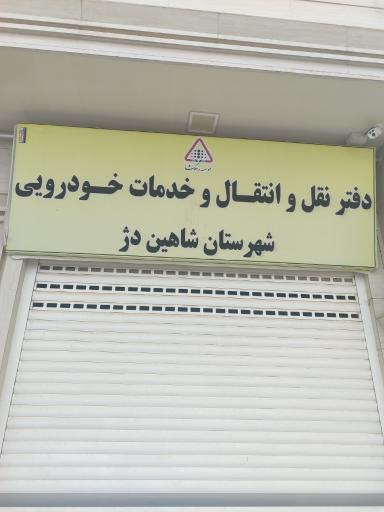 دفتر نقل و انتقال و خدمات خودرویی
شهرستان شاهین دژ